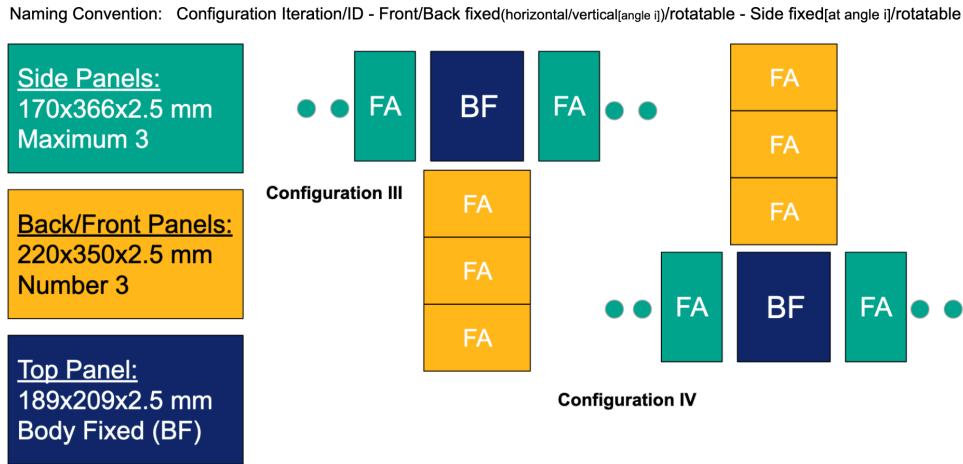 Naming Convention: Configuration Iteration/ID - Front/Back fixed(horizontal/vertical[angle i])/rotatable - Side fixed[at angle i]/rotatable
Side Panels:
170x366x2.5 mm
Maximum 3
Back/Front Panels:
220x350x2.5 mm
Number 3
Top Panel:
189x209x2.5 mm
Body Fixed (BF)
FA BF FA
Configuration III
FA
FA
FA
FA
FA
FA
FA BF FA
Configuration IV